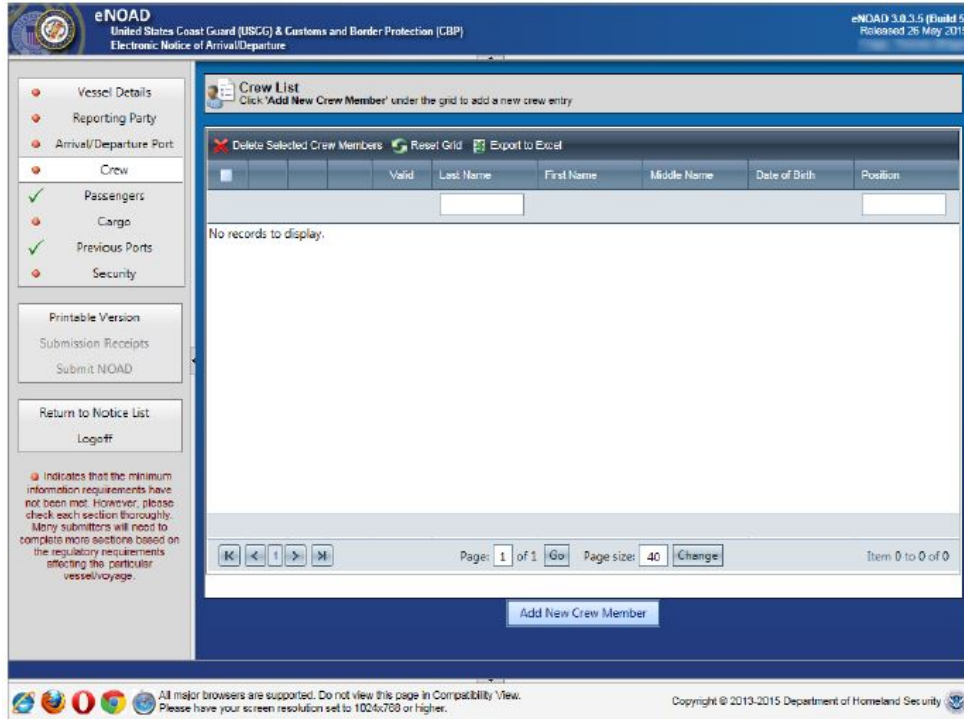 eNOAD
United States Coast Guard (USCG) & Customs and Border Protection (CBP)
Electronic Notice of Arrival/Departure
eNOAD 3.0.3.5 (Build 5
Released 26 May 201
Vessel Details
Reporting Party
Arrival/Departure Port
Crew
Passengers
Cargo
Previous Ports
Security
Printable Version
Submission Receipts
Submit NOAD
Return to Notice List
Logoff
Indicates that the minimum
information requirements have
not been met. However, please
check each section thoroughly.
Many submitters will need to
complete more sections based on
the regulatory requirements
affecting the particular
vessel/voyage.
Crew List
Click 'Add New Crew Member' under the grid to add a new crew entry
Delete Selected Crew Members Reset Grid Export to Excel
Valid Last Name First Name Middle Name Date of Birth Position
No records to display.
1 Page: 1 of 1 Go Page size: 40 Change Item 0 to 0 of 0
Add New Crew Member
All major browsers are supported. Do not view this page in Compatibility View.
Please have your screen resolution set to 1024x768 or higher.
Copyright © 2013-2015 Department of Homeland Security